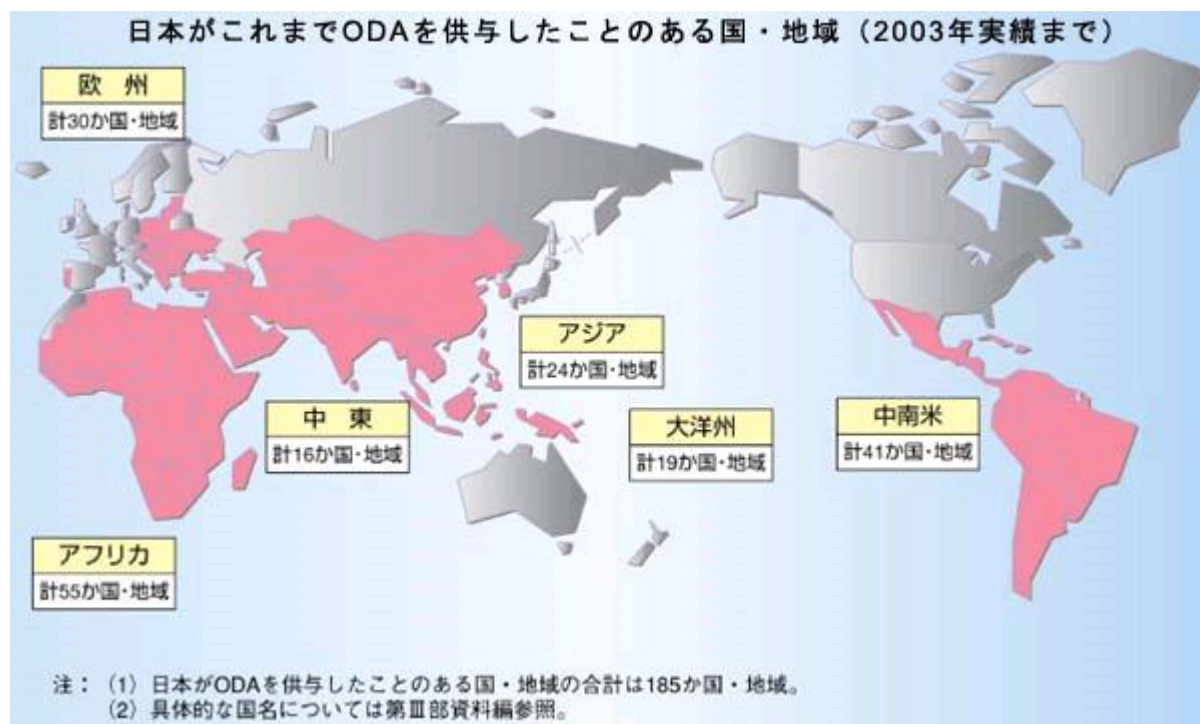 日本がこれまでODAを供与したことのある国・地域（2003年実績まで）
欧 州
計30か国・地域
アジア
計24か国・地域
中 東
計16か国・地域
大洋州
計19か国・地域
中南米
計41か国・地域
アフリカ
計55か国・地域
注：（1）日本がODAを供与したことのある国・地域の合計は185か国・地域。
（2）具体的な国名については第Ⅲ部資料編参照。